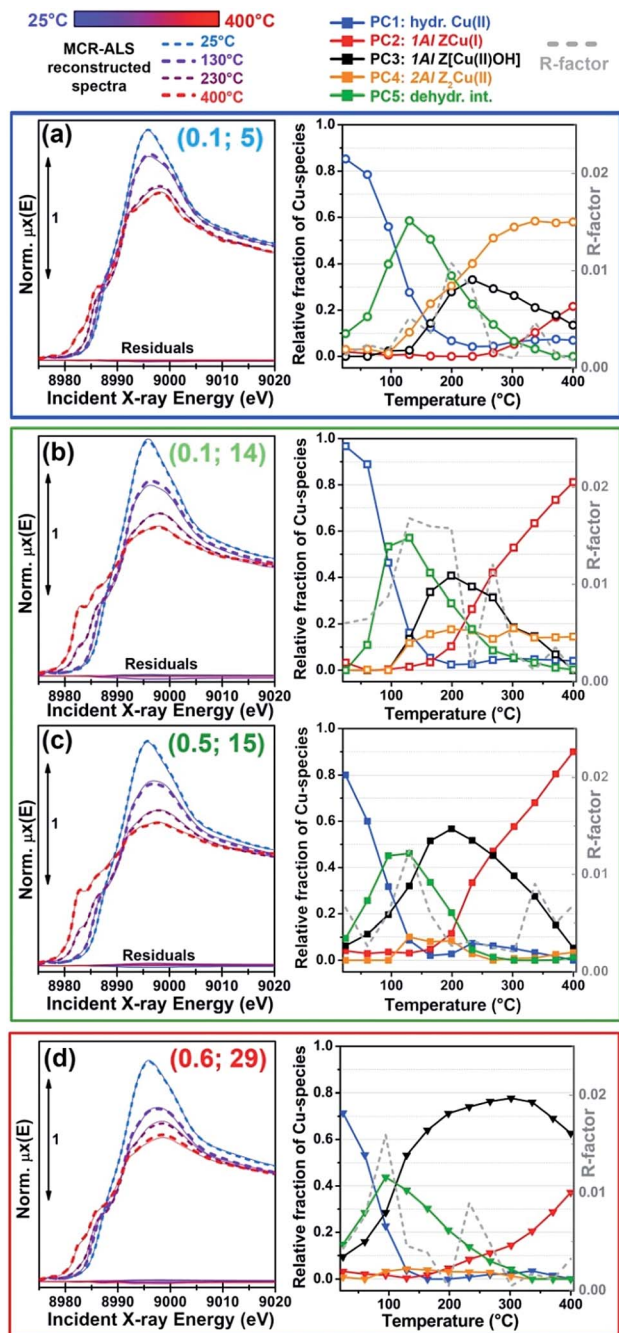 25°C 400°C
MCR-ALS
reconstructed
spectra
25°C
130°C
230°C
400°C
PC1: hydr. Cu(II)
PC2: 1Al ZCu(I)
PC3: 1Al Z[Cu(II)OH]
PC4: 2Al Z₂Cu(II)
PC5: dehydr. int.
R-factor
(a) (0.1; 5)
Norm. μx(E)
1
Residuals
8980 8990 9000 9010 9020
Incident X-ray Energy (eV)
Relative fraction of Cu-species
1.0
0.8
0.6
0.4
0.2
0.0
100 200 300 400
Temperature (°C)
0.02
0.01
0.00
R-factor
(b) (0.1; 14)
Norm. μx(E)
1
Residuals
8980 8990 9000 9010 9020
Incident X-ray Energy (eV)
Relative fraction of Cu-species
1.0
0.8
0.6
0.4
0.2
0.0
100 200 300 400
Temperature (°C)
0.02
0.01
0.00
R-factor
(c) (0.5; 15)
Norm. μx(E)
1
Residuals
8980 8990 9000 9010 9020
Incident X-ray Energy (eV)
Relative fraction of Cu-species
1.0
0.8
0.6
0.4
0.2
0.0
100 200 300 400
Temperature (°C)
0.02
0.01
0.00
R-factor
(d) (0.6; 29)
Norm. μx(E)
1
8980 8990 9000 9010 9020
Incident X-ray Energy (eV)
Relative fraction of Cu-species
1.0
0.8
0.6
0.4
0.2
0.0
100 200 300 400
Temperature (°C)
0.02
0.01
0.00
R-factor